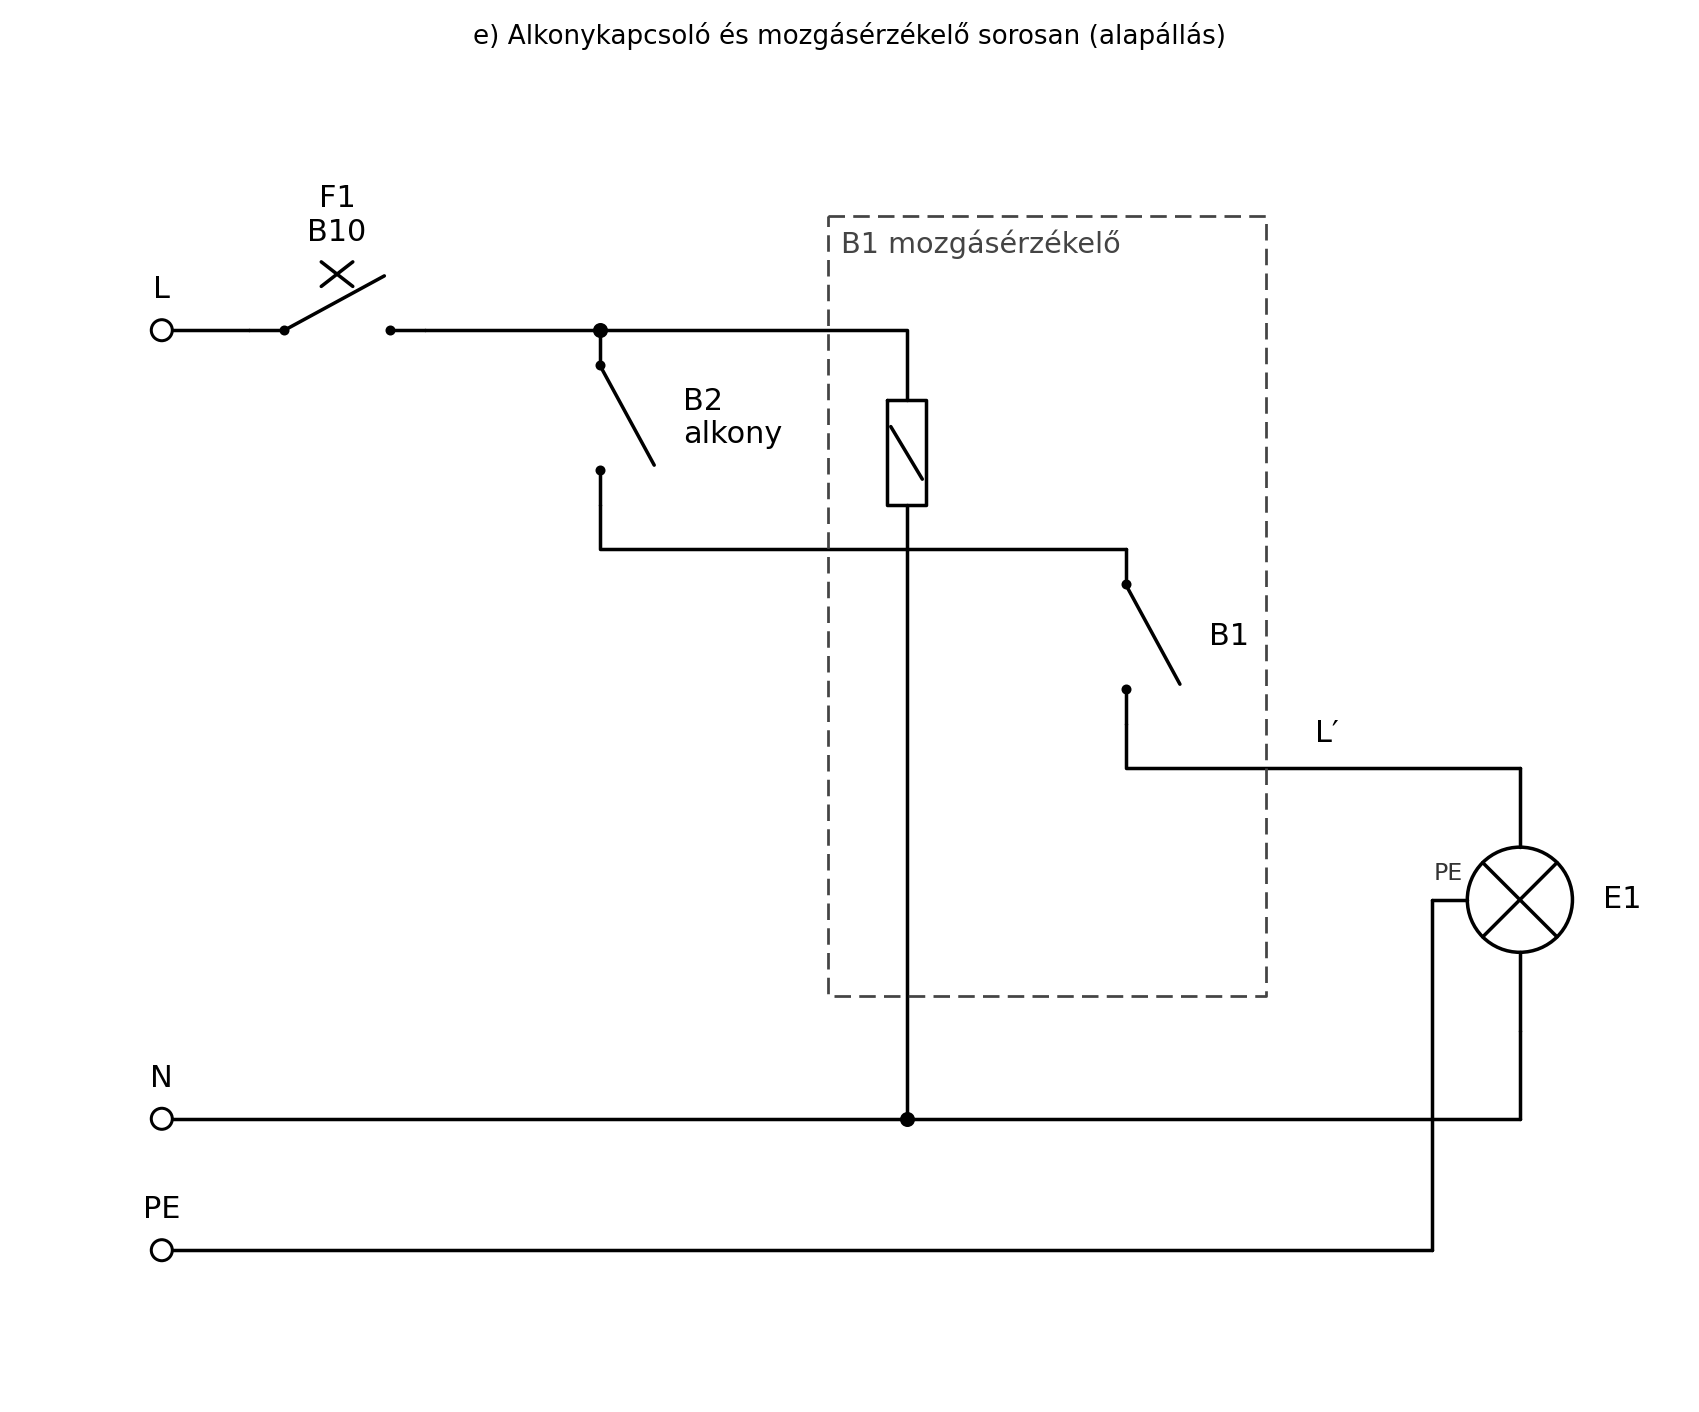 e) Alkonykapcsoló és mozgásérzékelő sorosan (alapállás)
F1
B10
B1 mozgásérzékelő
L
B2
alkony
B1
L′
PE
E1
N
PE